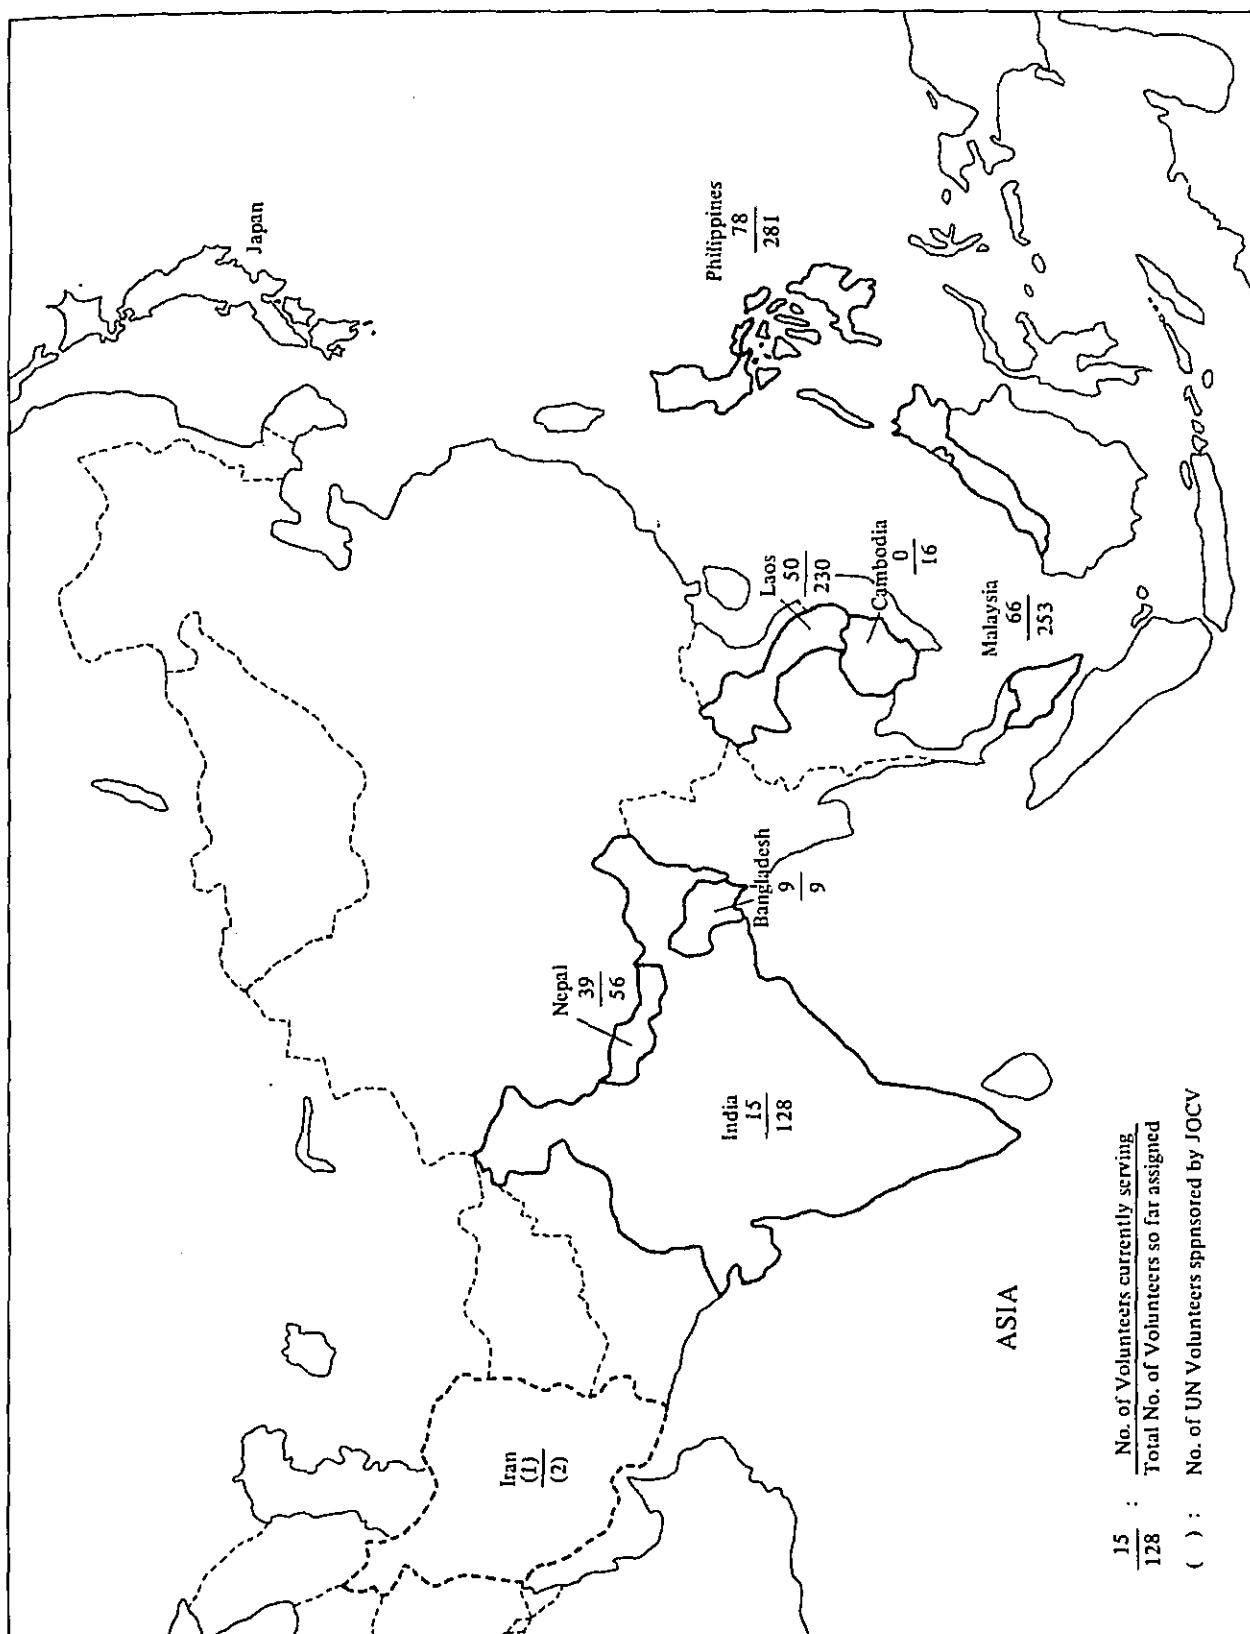 Japan
Philippines
78
281
Laos
50
230
Cambodia
0
16
Malaysia
66
253
Nepal
39
56
Bangladesh
9
9
India
15
128
Iran
(1)
(2)
ASIA
15 : No. of Volunteers currently serving
128 Total No. of Volunteers so far assigned
( ) : No. of UN Volunteers sppnsored by JOCV